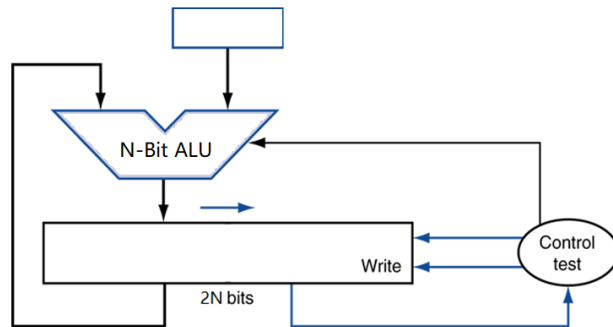 N-Bit ALU
Write
Control
test
2N bits